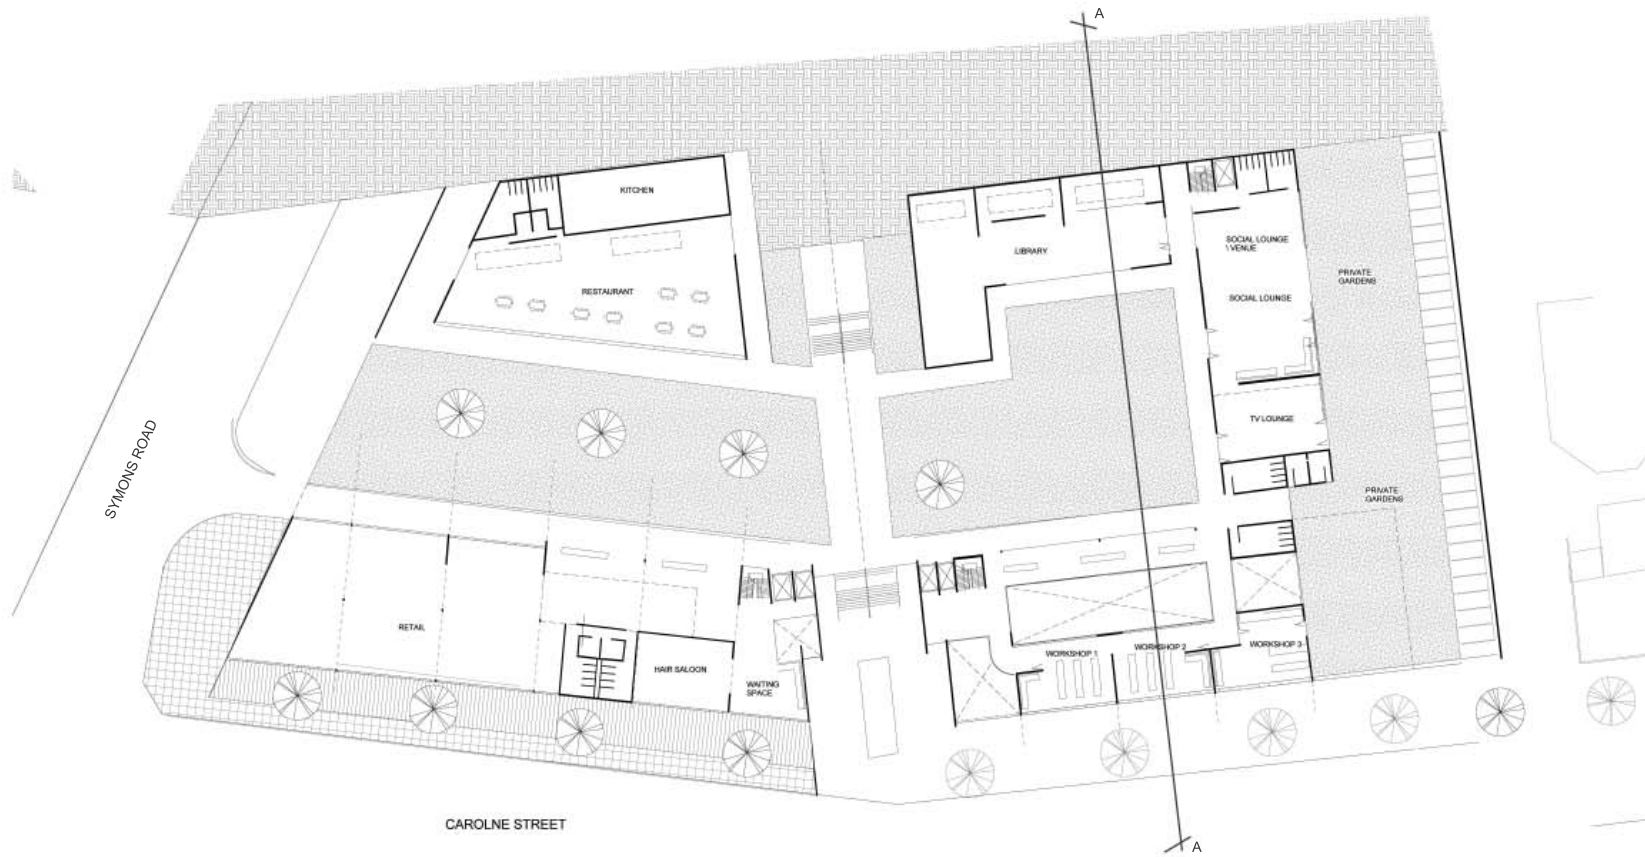 A
KITCHEN
RESTAURANT
LIBRARY
SOCIAL LOUNGE
\ VENUE
SOCIAL LOUNGE
PRIVATE
GARDENS
TV LOUNGE
PRIVATE
GARDENS
SYMONS ROAD
RETAIL
HAIR SALOON
WAITING
SPACE
WORKSHOP 1
WORKSHOP 2
WORKSHOP 3
CAROLNE STREET
A